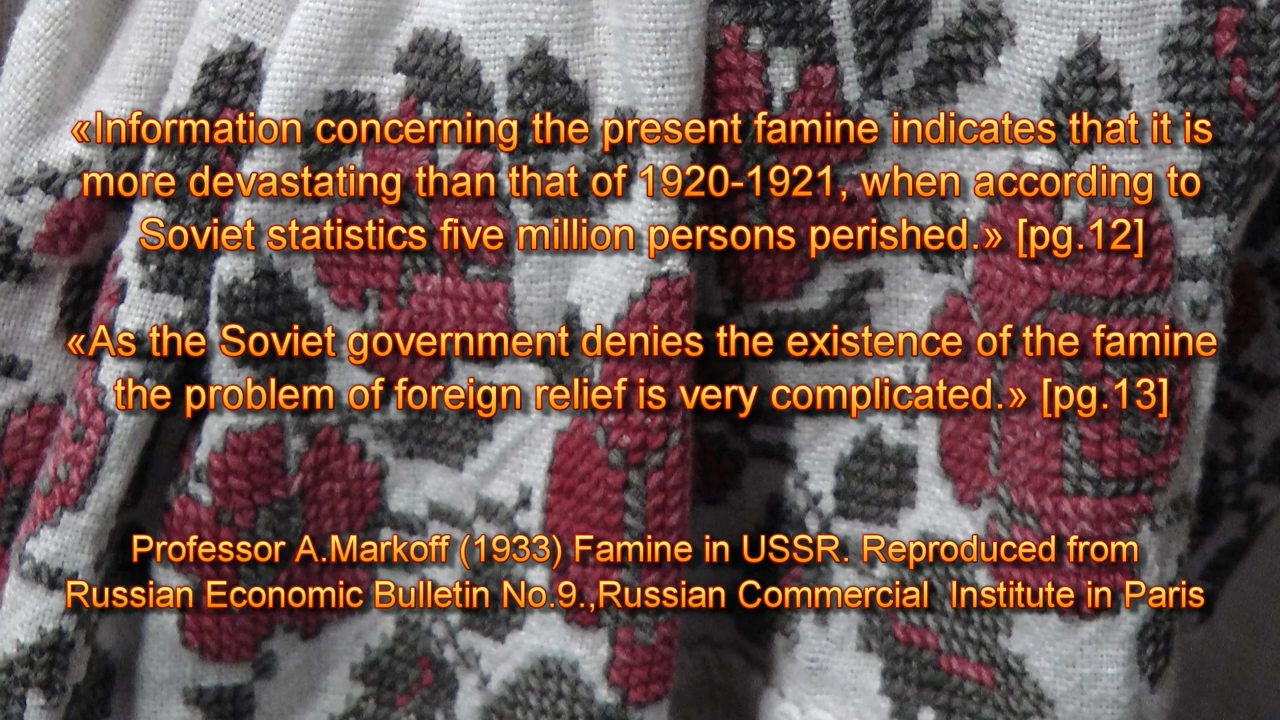 «Information concerning the present famine indicates that it is
more devastating than that of 1920-1921, when according to
Soviet statistics five million persons perished.» [pg.12]
«As the Soviet government denies the existence of the famine
the problem of foreign relief is very complicated.» [pg.13]
Professor A.Markoff (1933) Famine in USSR. Reproduced from
Russian Economic Bulletin No.9.,Russian Commercial  Institute in Paris